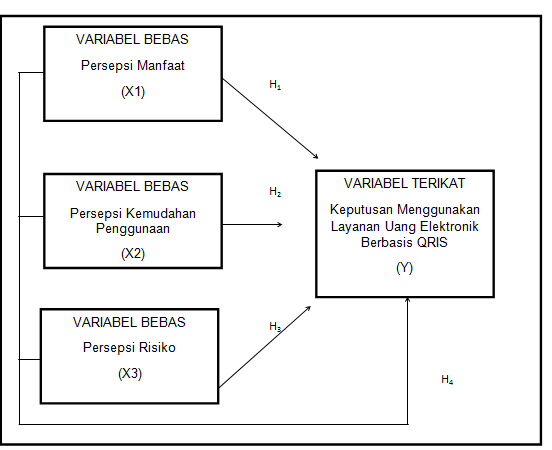 VARIABEL BEBAS
Persepsi Manfaat
(X1)
H₁
VARIABEL BEBAS
Persepsi Kemudahan
Penggunaan
(X2)
H₂
VARIABEL TERIKAT
Keputusan Menggunakan
Layanan Uang Elektronik
Berbasis QRIS
(Y)
VARIABEL BEBAS
Persepsi Risiko
(X3)
H₃
H₄